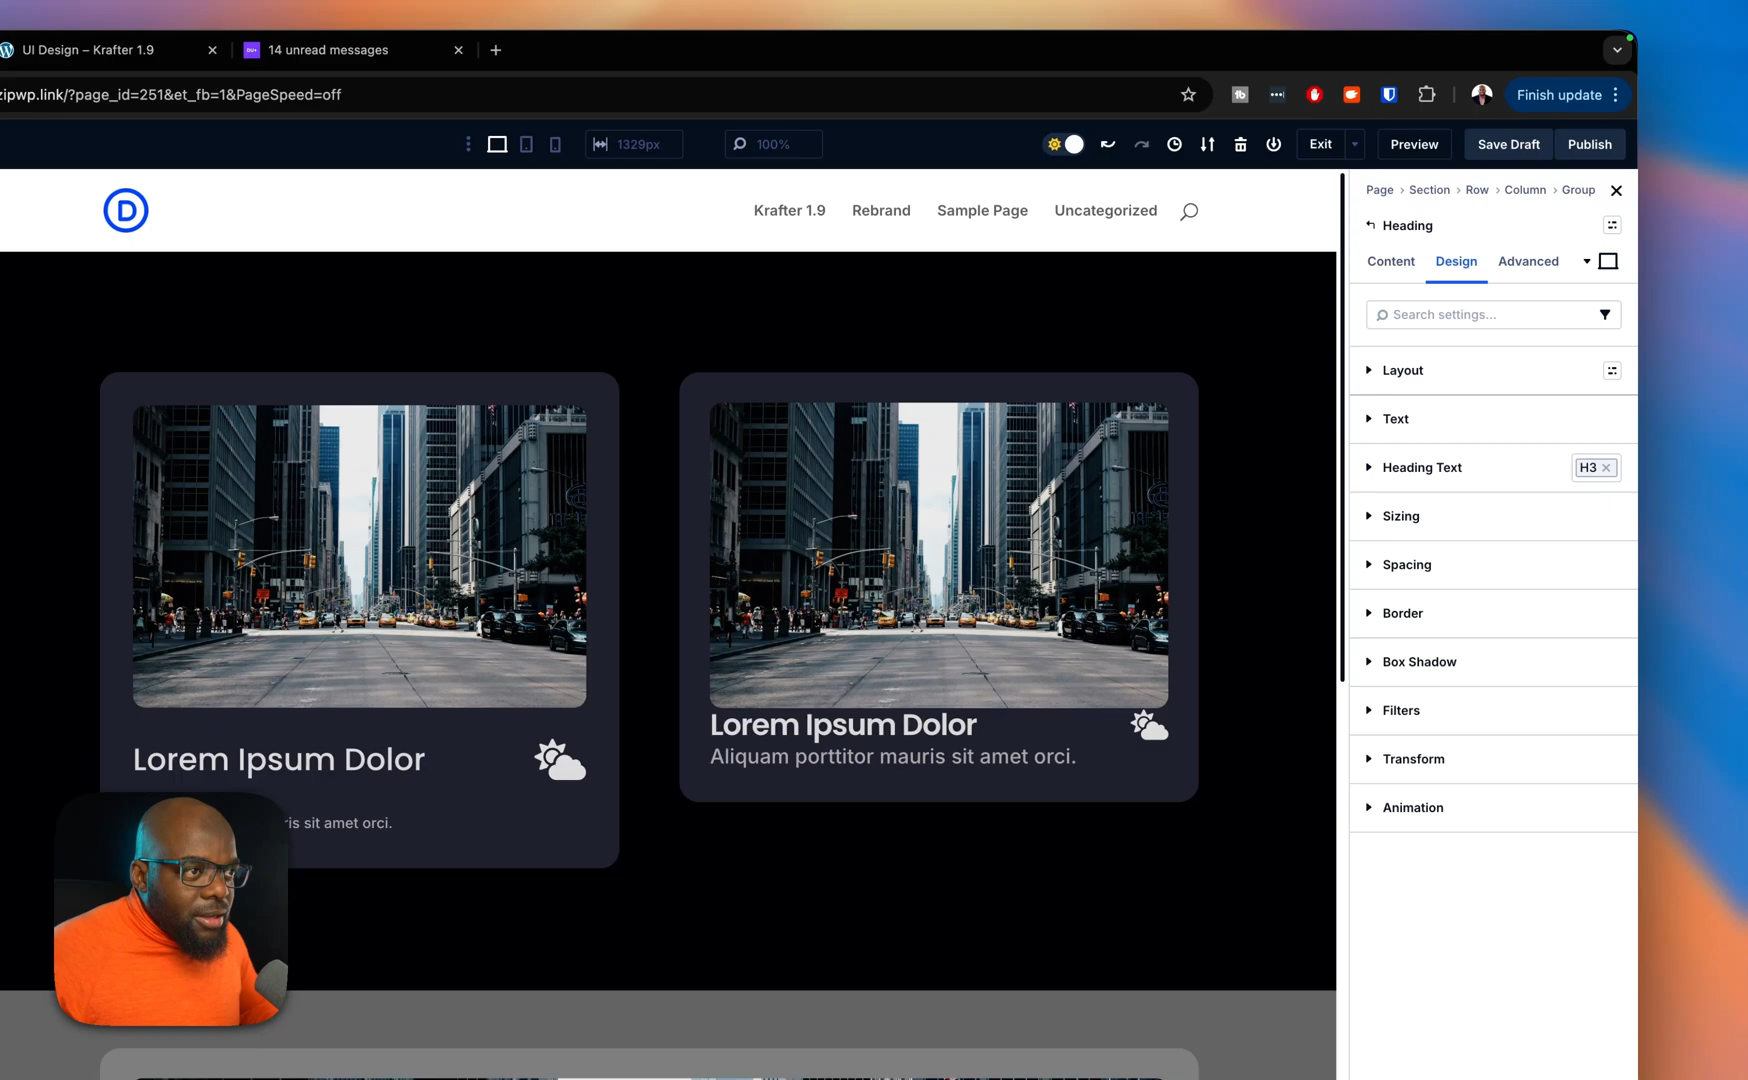 UI Design – Krafter 1.9
14 unread messages
zipwp.link/?page_id=251&et_fb=1&PageSpeed=off
Finish update
1329px
100%
Exit
Preview
Save Draft
Publish
D
Krafter 1.9
Rebrand
Sample Page
Uncategorized
Page > Section > Row > Column > Group
Heading
Content
Design
Advanced
Search settings...
Layout
Text
Heading Text
H3
Sizing
Spacing
Border
Box Shadow
Filters
Transform
Animation
Lorem Ipsum Dolor
ris sit amet orci.
Lorem Ipsum Dolor
Aliquam porttitor mauris sit amet orci.